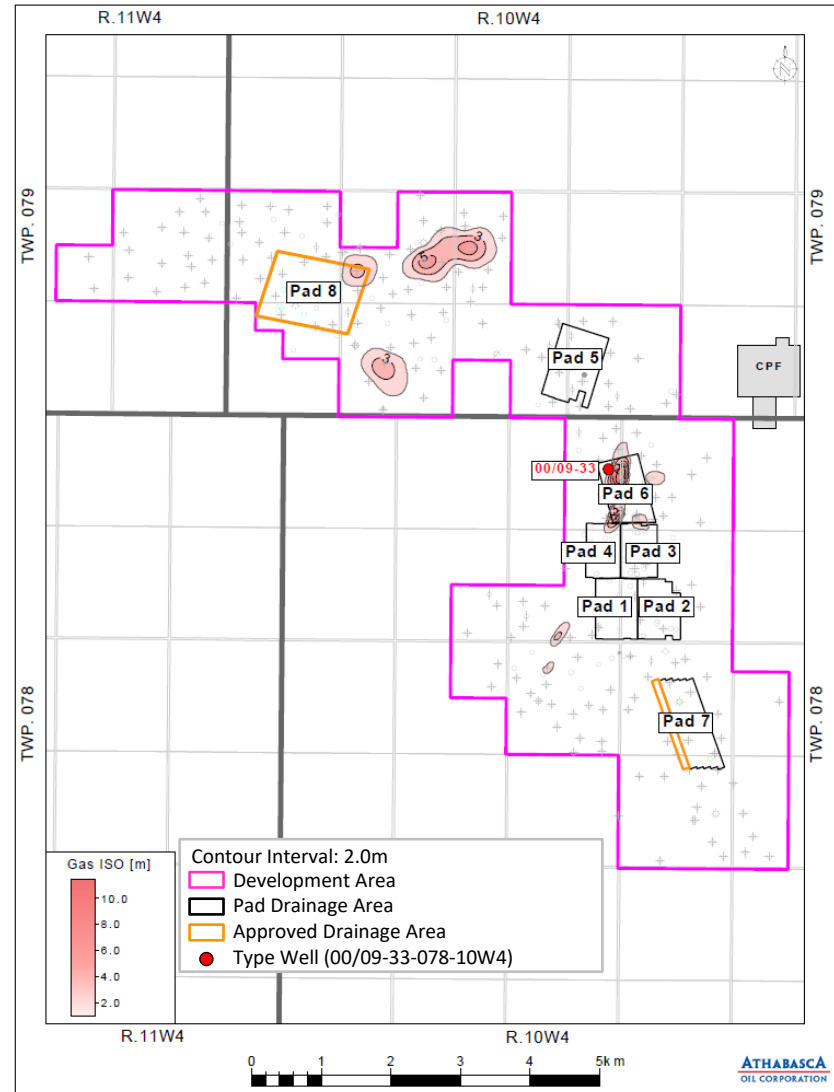 R.11W4 R.10W4
N
TWP. 079 TWP. 079
3
5
Pad 8
3
Pad 5
CPF
00/09-33
Pad 6
Pad 4 Pad 3
Pad 1 Pad 2
TWP. 078 TWP. 078
Pad 7
Gas ISO [m]
10.0
8.0
6.0
4.0
2.0
Contour Interval: 2.0m
Development Area
Pad Drainage Area
Approved Drainage Area
Type Well (00/09-33-078-10W4)
R.11W4 R.10W4
0 1 2 3 4 5km
ATHABASCA
OIL CORPORATION